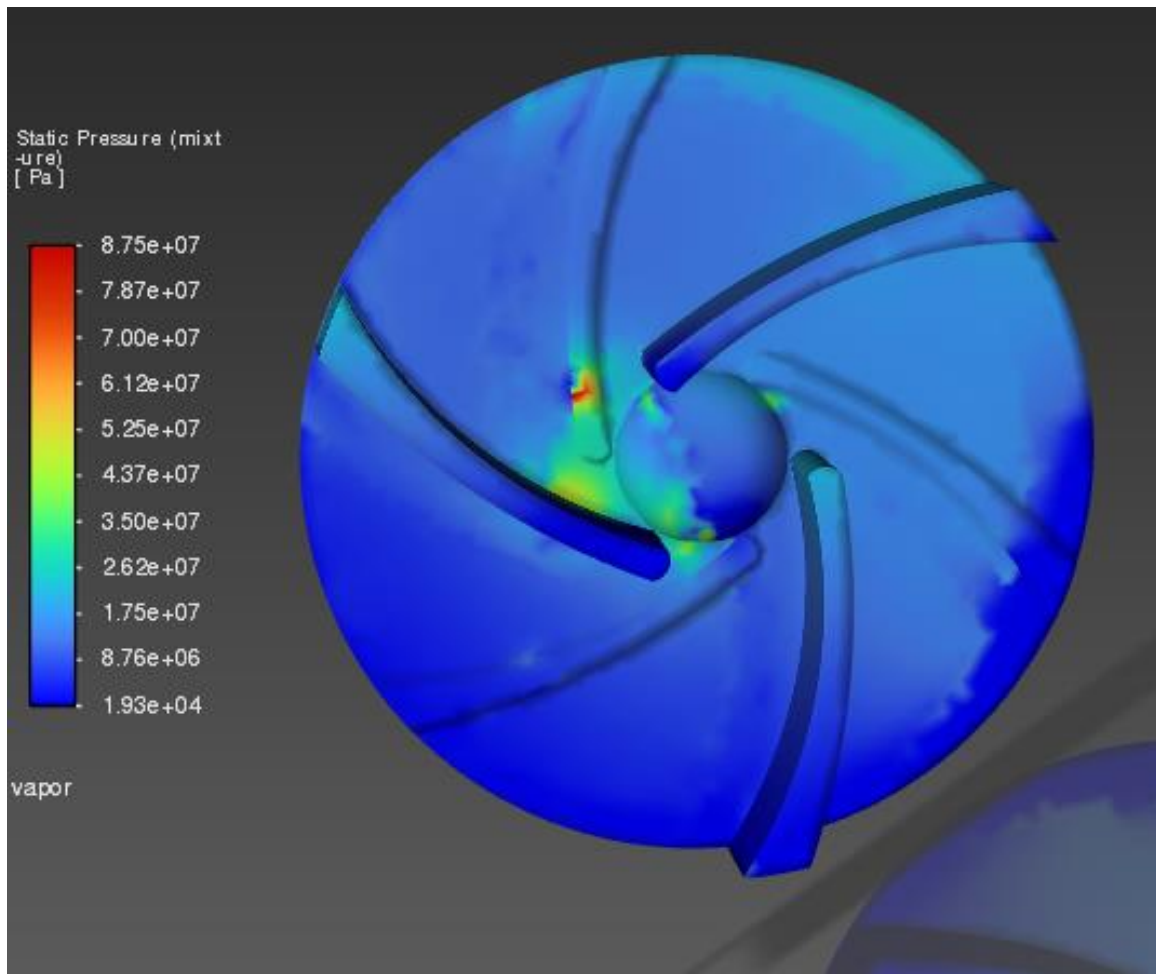 Static Pressure (mixt
-ure)
[ Pa ]
8.75e+07
7.87e+07
7.00e+07
6.12e+07
5.25e+07
4.37e+07
3.50e+07
2.62e+07
1.75e+07
8.76e+06
1.93e+04
vapor